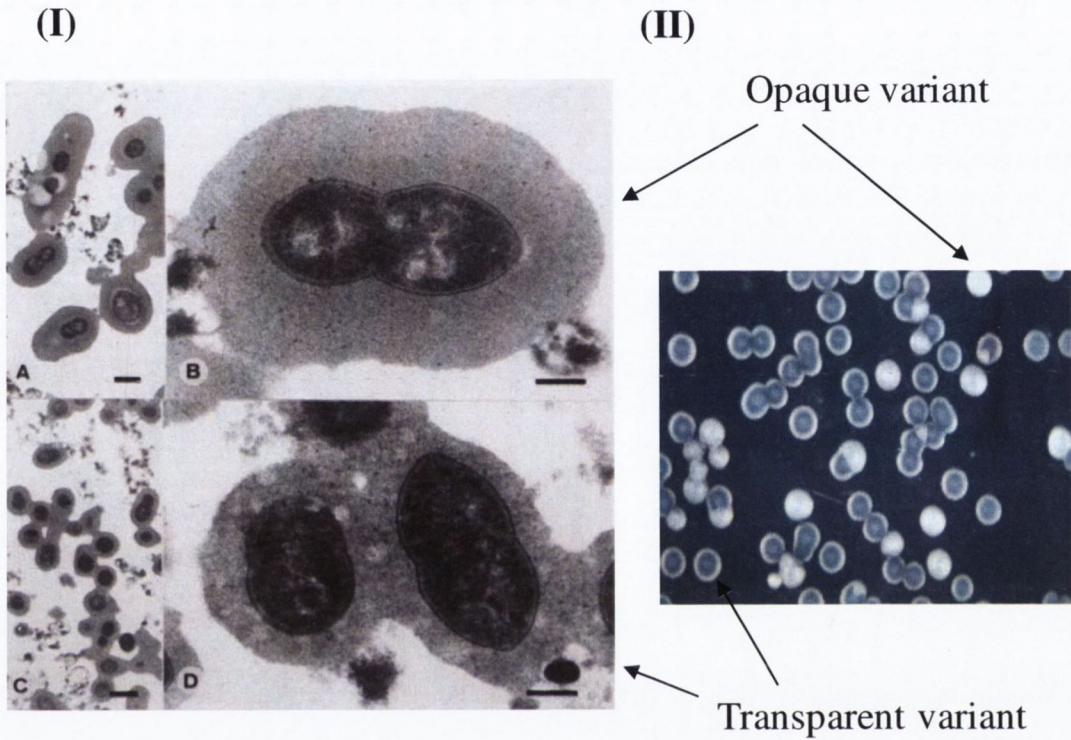 (I)
(II)
Opaque variant
A
B
C
D
Transparent variant